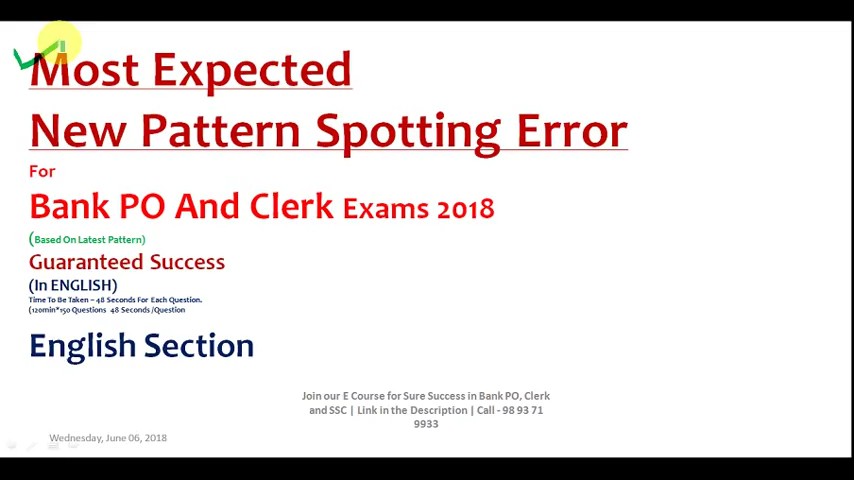 Most Expected
New Pattern Spotting Error
For
Bank PO And Clerk Exams 2018
(Based On Latest Pattern)
Guaranteed Success
(In ENGLISH)
Time To Be Taken – 48 Seconds For Each Question.
(120min*150 Questions 48 Seconds /Question
English Section
Join our E Course for Sure Success in Bank PO, Clerk
and SSC | Link in the Description | Call - 98 93 71
9933
Wednesday, June 06, 2018